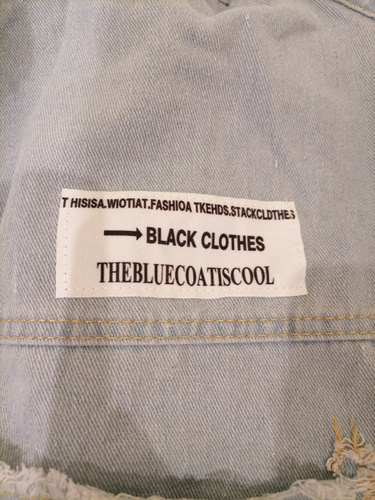 T HISISA.WIOTIAT.FASHIOA TKEHDS.STACKCLDTHE.S
BLACK CLOTHES
THEBLUECOATISCOOL